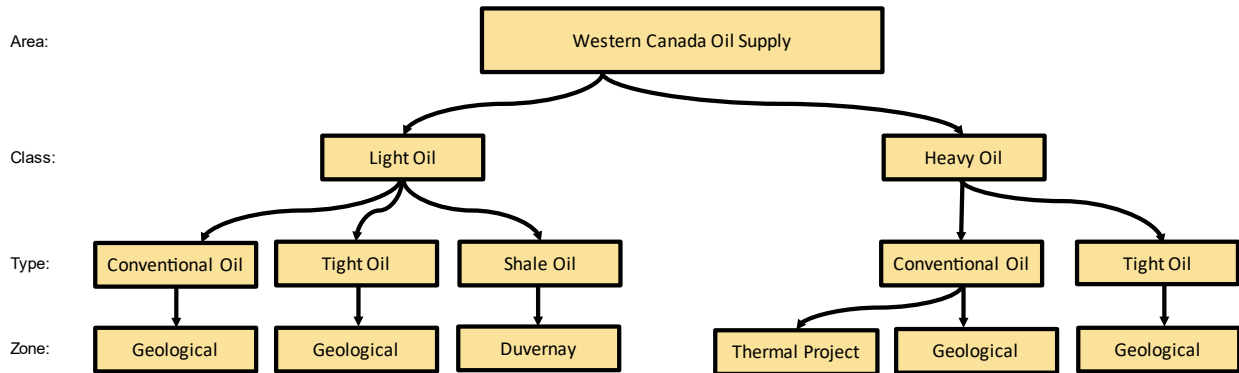 Area:
Western Canada Oil Supply
Class:
Light Oil
Heavy Oil
Type:
Conventional Oil
Tight Oil
Shale Oil
Conventional Oil
Tight Oil
Zone:
Geological
Geological
Duvernay
Thermal Project
Geological
Geological